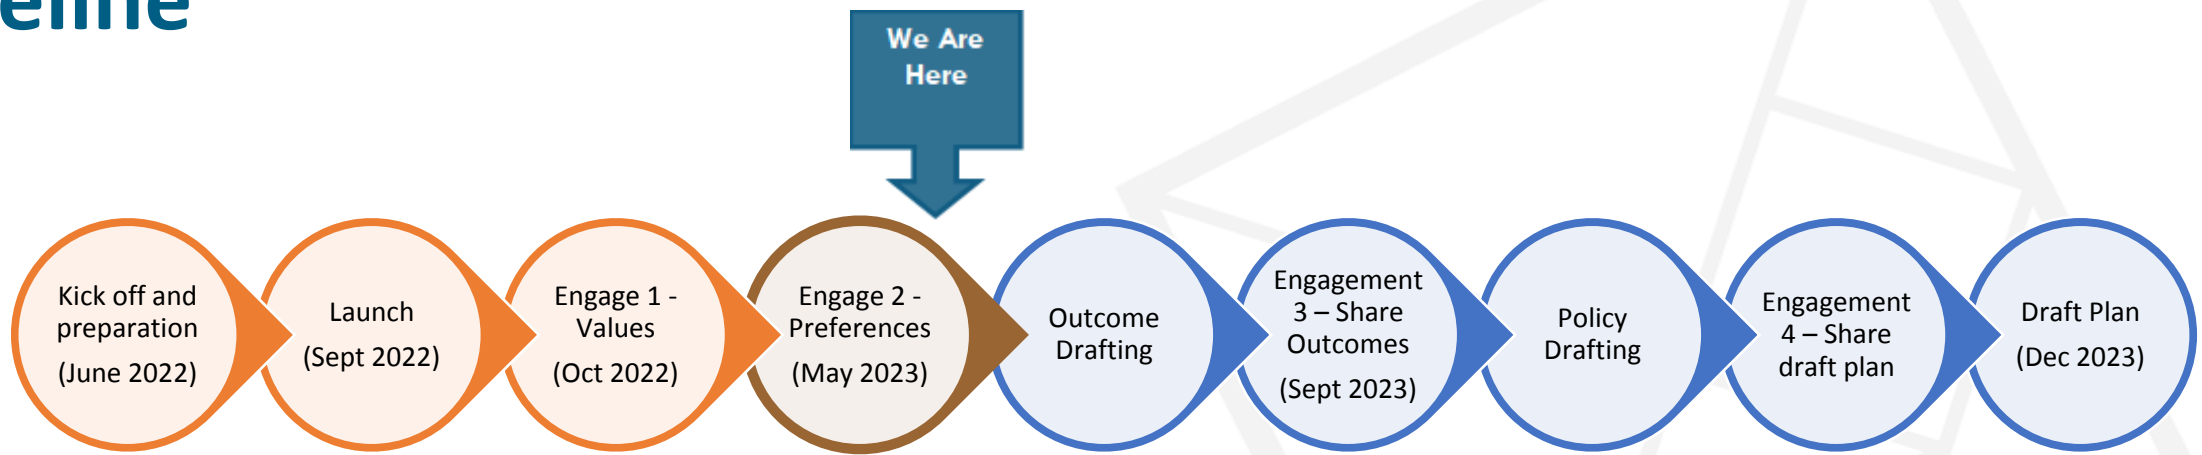 eline
We Are
Here
Kick off and
preparation
(June 2022)
Launch
(Sept 2022)
Engage 1 -
Values
(Oct 2022)
Engage 2 -
Preferences
(May 2023)
Outcome
Drafting
Engagement
3 – Share
Outcomes
(Sept 2023)
Policy
Drafting
Engagement
4 – Share
draft plan
Draft Plan
(Dec 2023)